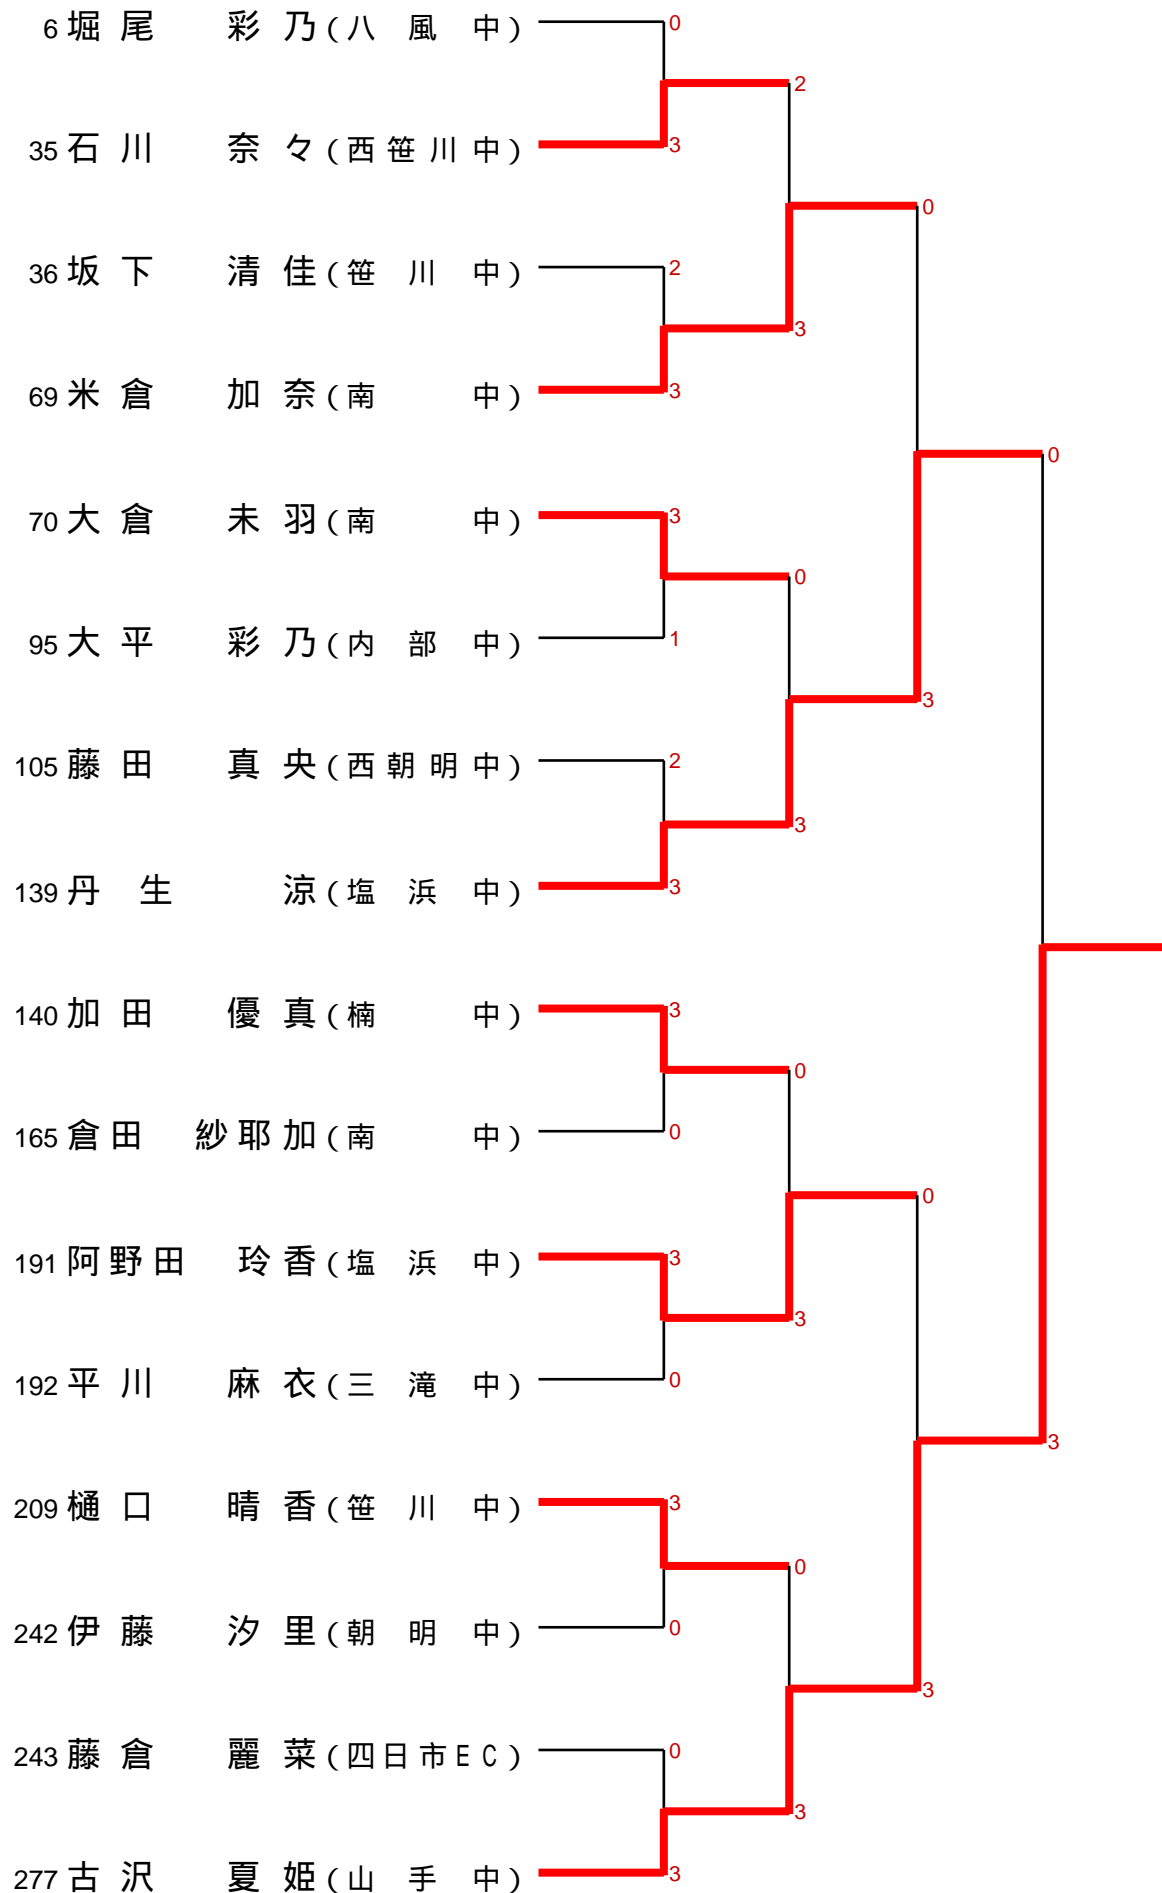 6 堀尾 彩乃 (八風中) 0
2
35 石川 奈々 (西笹川中) 3
0
36 坂下 清佳 (笹川中) 2
3
69 米倉 加奈 (南中) 3
0
70 大倉 未羽 (南中) 3
0
95 大平 彩乃 (内部中) 1
3
105 藤田 真央 (西朝明中) 2
3
139 丹生 涼 (塩浜中) 3
140 加田 優真 (楠中) 3
0
165 倉田 紗耶加 (南中) 0
0
191 阿野田 玲香 (塩浜中) 3
3
192 平川 麻衣 (三滝中) 0
3
209 樋口 晴香 (笹川中) 3
0
242 伊藤 汐里 (朝明中) 0
3
243 藤倉 麗菜 (四日市EC) 0
3
277 古沢 夏姫 (山手中) 3